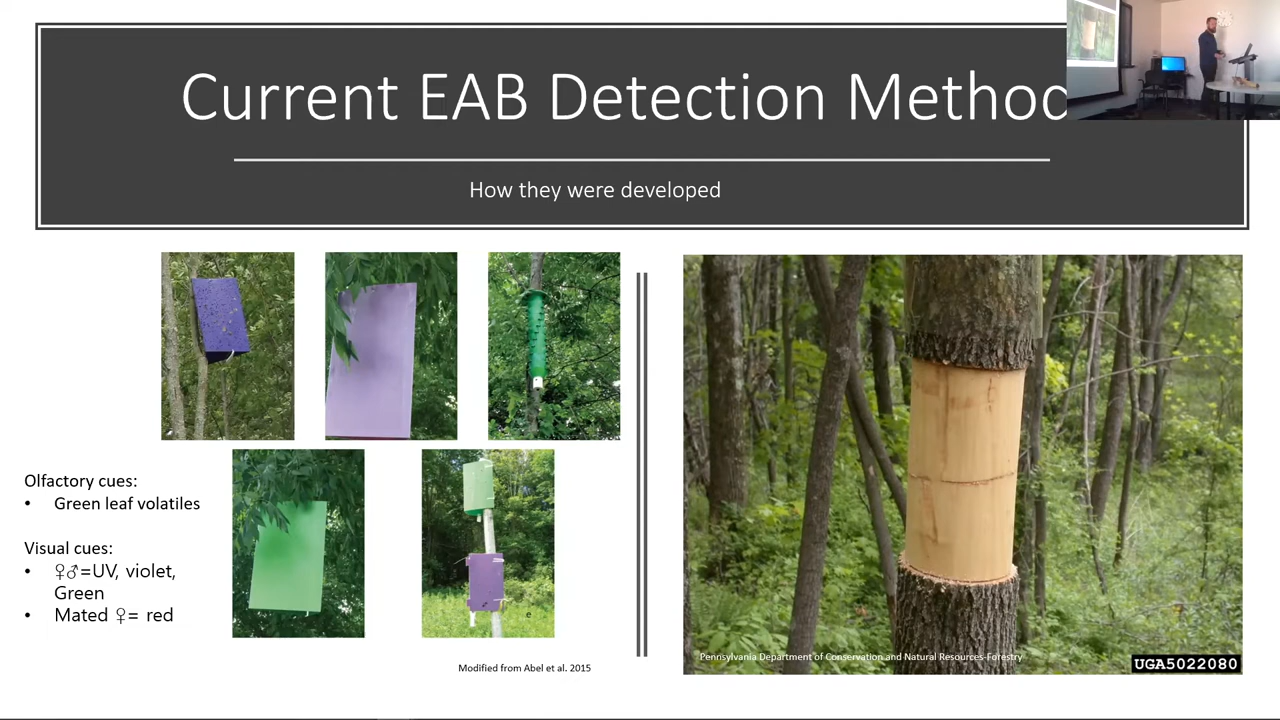 Current EAB Detection Method
How they were developed
Olfactory cues:
• Green leaf volatiles
Visual cues:
• ♀♂=UV, violet,
Green
• Mated ♀= red
e
Modified from Abel et al. 2015
Pennsylvania Department of Conservation and Natural Resources-Forestry
UGA5022080